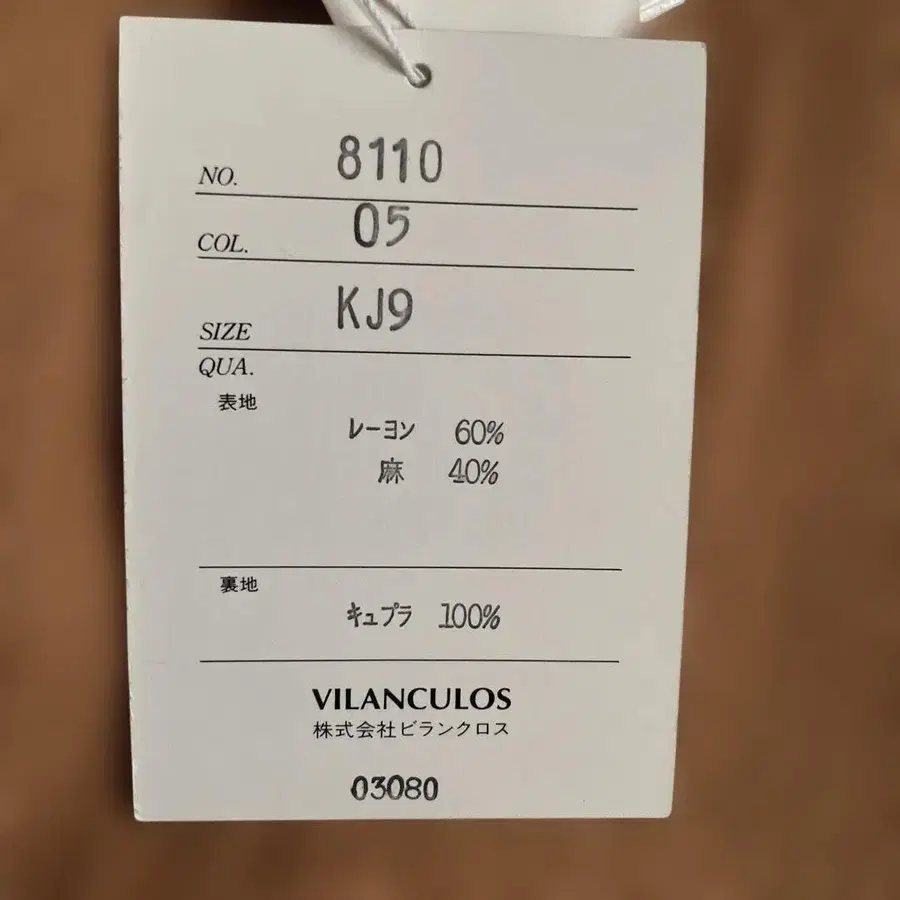 NO. 8110
COL. 05
SIZE KJ9
QUA.
表地
レーヨン 60%
麻 40%
裏地
キュプラ 100%
VILANCULOS
株式会社ビランクロス
03080